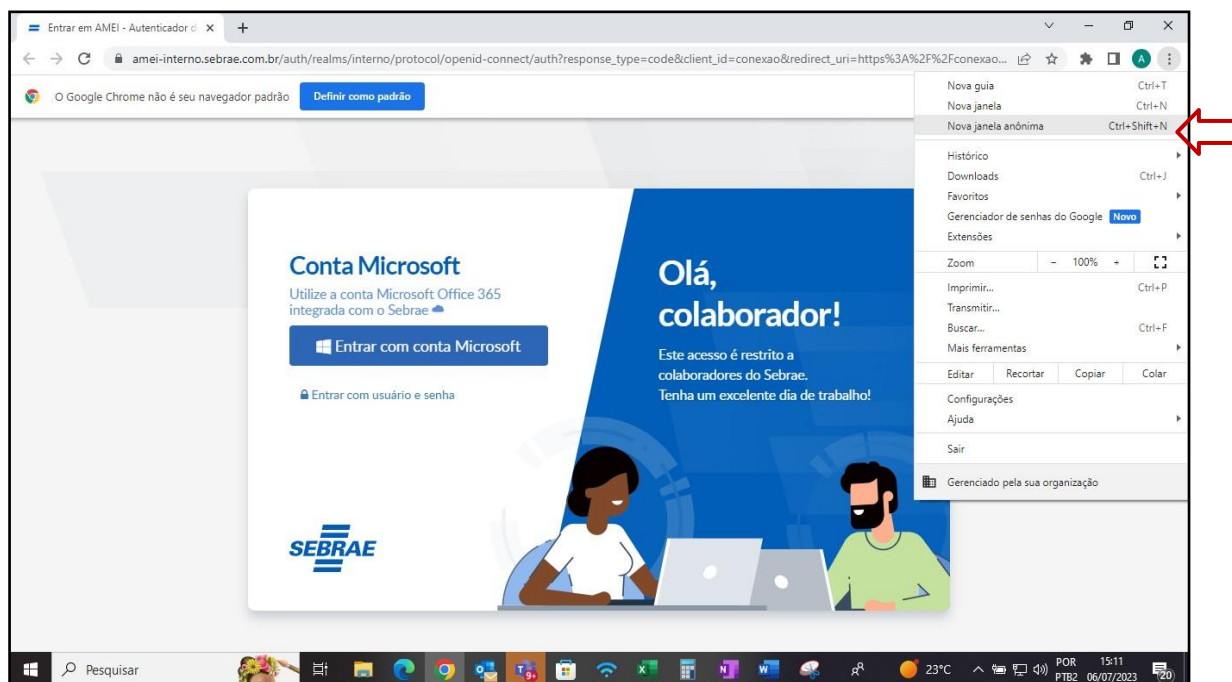 Entrar em AMEI - Autenticador d
amei-interno.sebrae.com.br/auth/realms/interno/protocol/openid-connect/auth?response_type=code&client_id=conexao&redirect_uri=https%3A%2F%2Fconexao...
A
O Google Chrome não é seu navegador padrão
Definir como padrão
Nova guia Ctrl+T
Nova janela Ctrl+N
Nova janela anônima Ctrl+Shift+N
Histórico
Downloads Ctrl+J
Favoritos
Gerenciador de senhas do Google Novo
Extensões
Zoom - 100% +
Imprimir... Ctrl+P
Transmitir...
Buscar... Ctrl+F
Mais ferramentas
Editar Recortar Copiar Colar
Configurações
Ajuda
Sair
Gerenciado pela sua organização
Conta Microsoft
Utilize a conta Microsoft Office 365
integrada com o Sebrae
Entrar com conta Microsoft
Entrar com usuário e senha
SEBRAE
Olá,
colaborador!
Este acesso é restrito a
colaboradores do Sebrae.
Tenha um excelente dia de trabalho!
Pesquisar
9+
23°C
POR
PTB2
15:11
06/07/2023
20